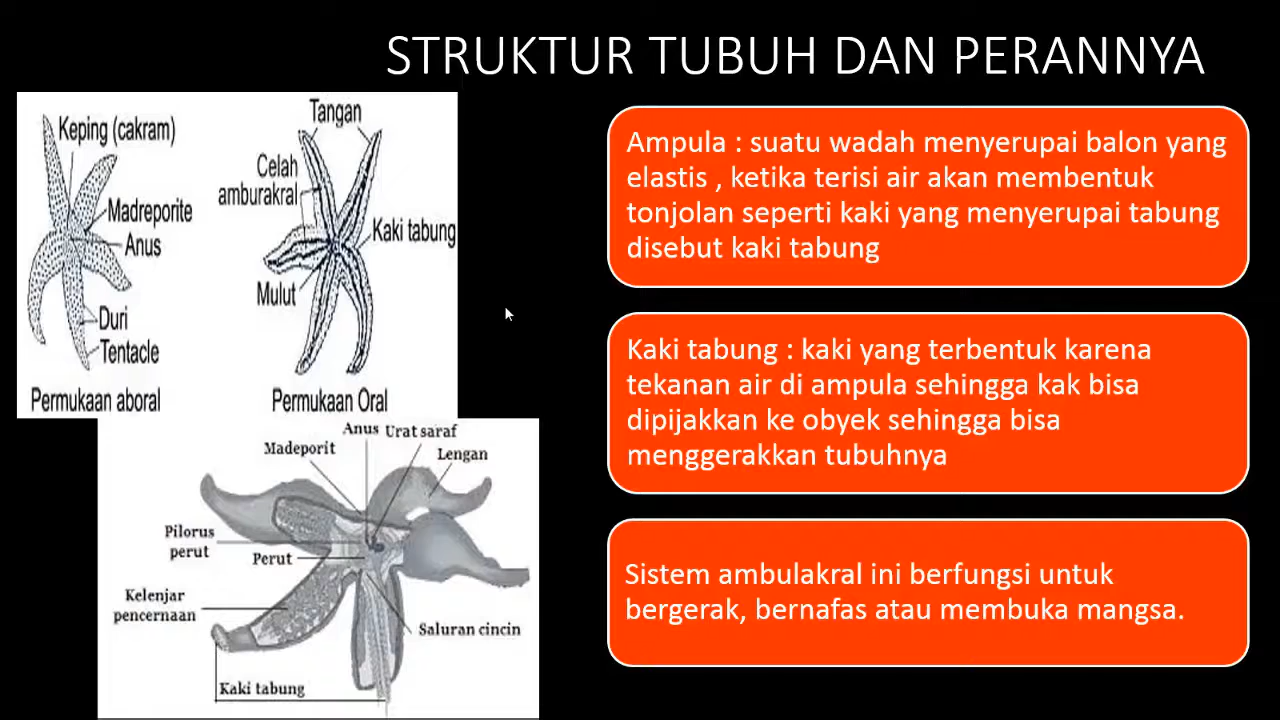 STRUKTUR TUBUH DAN PERANNYA
Tangan
Keping (cakram)
Celah
amburakral
Madreporite
Anus
Kaki tabung
Mulut
Duri
Tentacle
Permukaan aboral
Permukaan Oral
Anus
Urat saraf
Madeporit
Lengan
Pilorus
perut
Perut
Kelenjar
pencernaan
Saluran cincin
Kaki tabung
Ampula : suatu wadah menyerupai balon yang
elastis , ketika terisi air akan membentuk
tonjolan seperti kaki yang menyerupai tabung
disebut kaki tabung
Kaki tabung : kaki yang terbentuk karena
tekanan air di ampula sehingga kak bisa
dipijakkan ke obyek sehingga bisa
menggerakkan tubuhnya
Sistem ambulakral ini berfungsi untuk
bergerak, bernafas atau membuka mangsa.